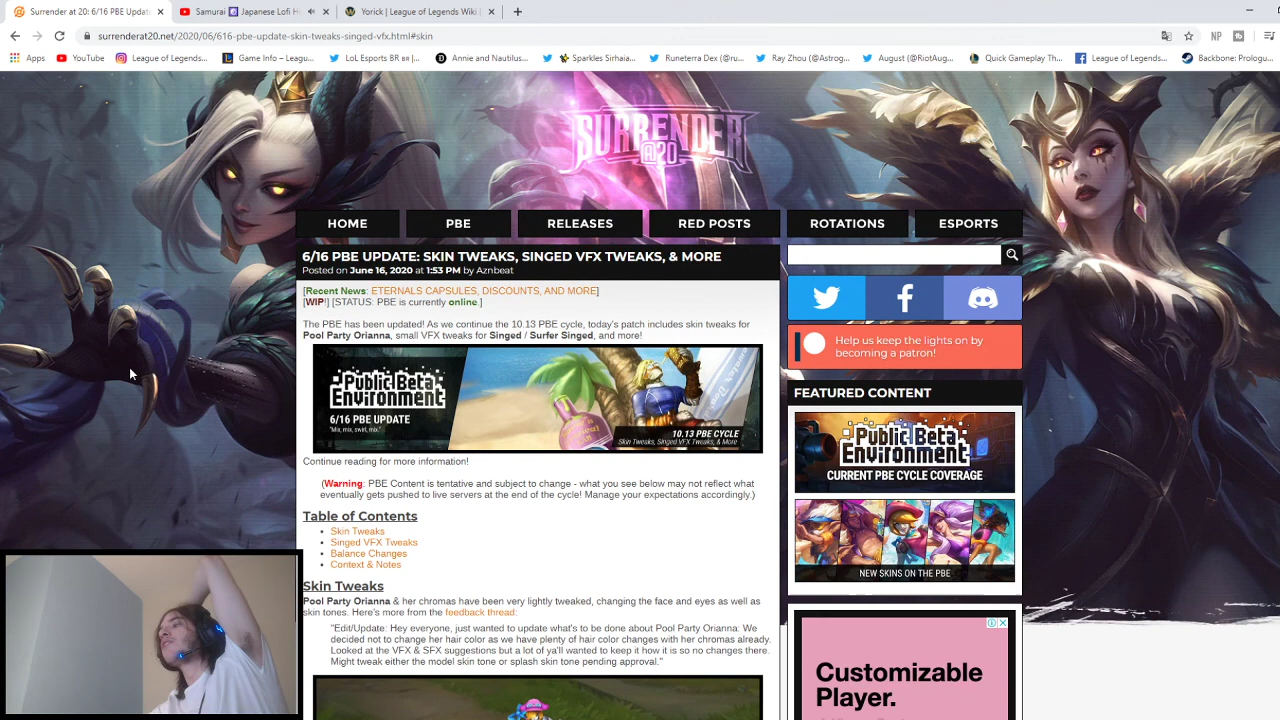 Surrender at 20: 6/16 PBE Update
Samurai Japanese Lofi H
Yorick | League of Legends Wiki |
surrenderat20.net/2020/06/616-pbe-update-skin-tweaks-singed-vfx.html#skin
NP
Apps YouTube League of Legends... Game Info – Leagu... LoL Esports BR Annie and Nautilus... Sparkles Sirhaia... Runeterra Dex (@ru... Ray Zhou (@Astrog... August (@RiotAug... Quick Gameplay Th... League of Legends... Backbone: Prologu...
SURRENDER
@20
HOME PBE RELEASES RED POSTS ROTATIONS ESPORTS
6/16 PBE UPDATE: SKIN TWEAKS, SINGED VFX TWEAKS, & MORE
Posted on June 16, 2020 at 1:53 PM by Aznbeat
[Recent News: ETERNALS CAPSULES, DISCOUNTS, AND MORE]
[WIP!] [STATUS: PBE is currently online.]
The PBE has been updated! As we continue the 10.13 PBE cycle, today's patch includes skin tweaks for
Pool Party Orianna, small VFX tweaks for Singed / Surfer Singed, and more!
Public Beta
Environment
6/16 PBE UPDATE
"Mix, mix, swirl, mix."
10.13 PBE CYCLE
Skin Tweaks, Singed VFX Tweaks, & More
Continue reading for more information!
(Warning: PBE Content is tentative and subject to change - what you see below may not reflect what
eventually gets pushed to live servers at the end of the cycle! Manage your expectations accordingly.)
Table of Contents
• Skin Tweaks
• Singed VFX Tweaks
• Balance Changes
• Context & Notes
Skin Tweaks
Pool Party Orianna & her chromas have been very lightly tweaked, changing the face and eyes as well as
skin tones. Here's more from the feedback thread:
"Edit/Update: Hey everyone, just wanted to update what's to be done about Pool Party Orianna: We
decided not to change her hair color as we have plenty of hair color changes with her chromas already.
Looked at the VFX & SFX suggestions but a lot of ya'll wanted to keep it how it is so no changes there.
Might tweak either the model skin tone or splash skin tone pending approval."
Help us keep the lights on by
becoming a patron!
FEATURED CONTENT
Public Beta
Environment
CURRENT PBE CYCLE COVERAGE
NEW SKINS ON THE PBE
Customizable
Player.